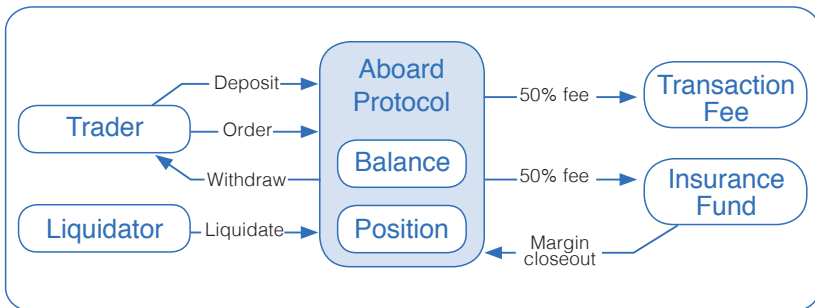 Deposit
Aboard
Protocol
50% fee
Transaction
Fee
Trader
Order
Balance
Withdraw
50% fee
Insurance
Fund
Liquidator
Liquidate
Position
Margin
closeout